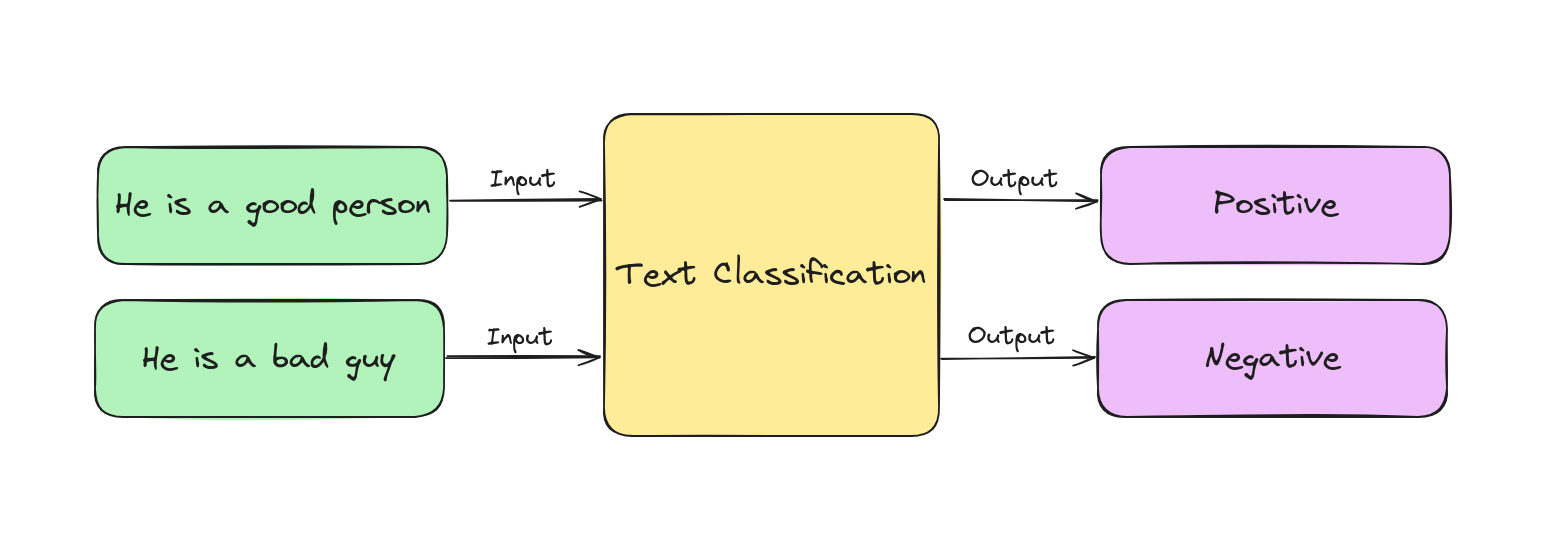 He is a good person
Input
Text Classification
Output
Positive
He is a bad guy
Input
Output
Negative